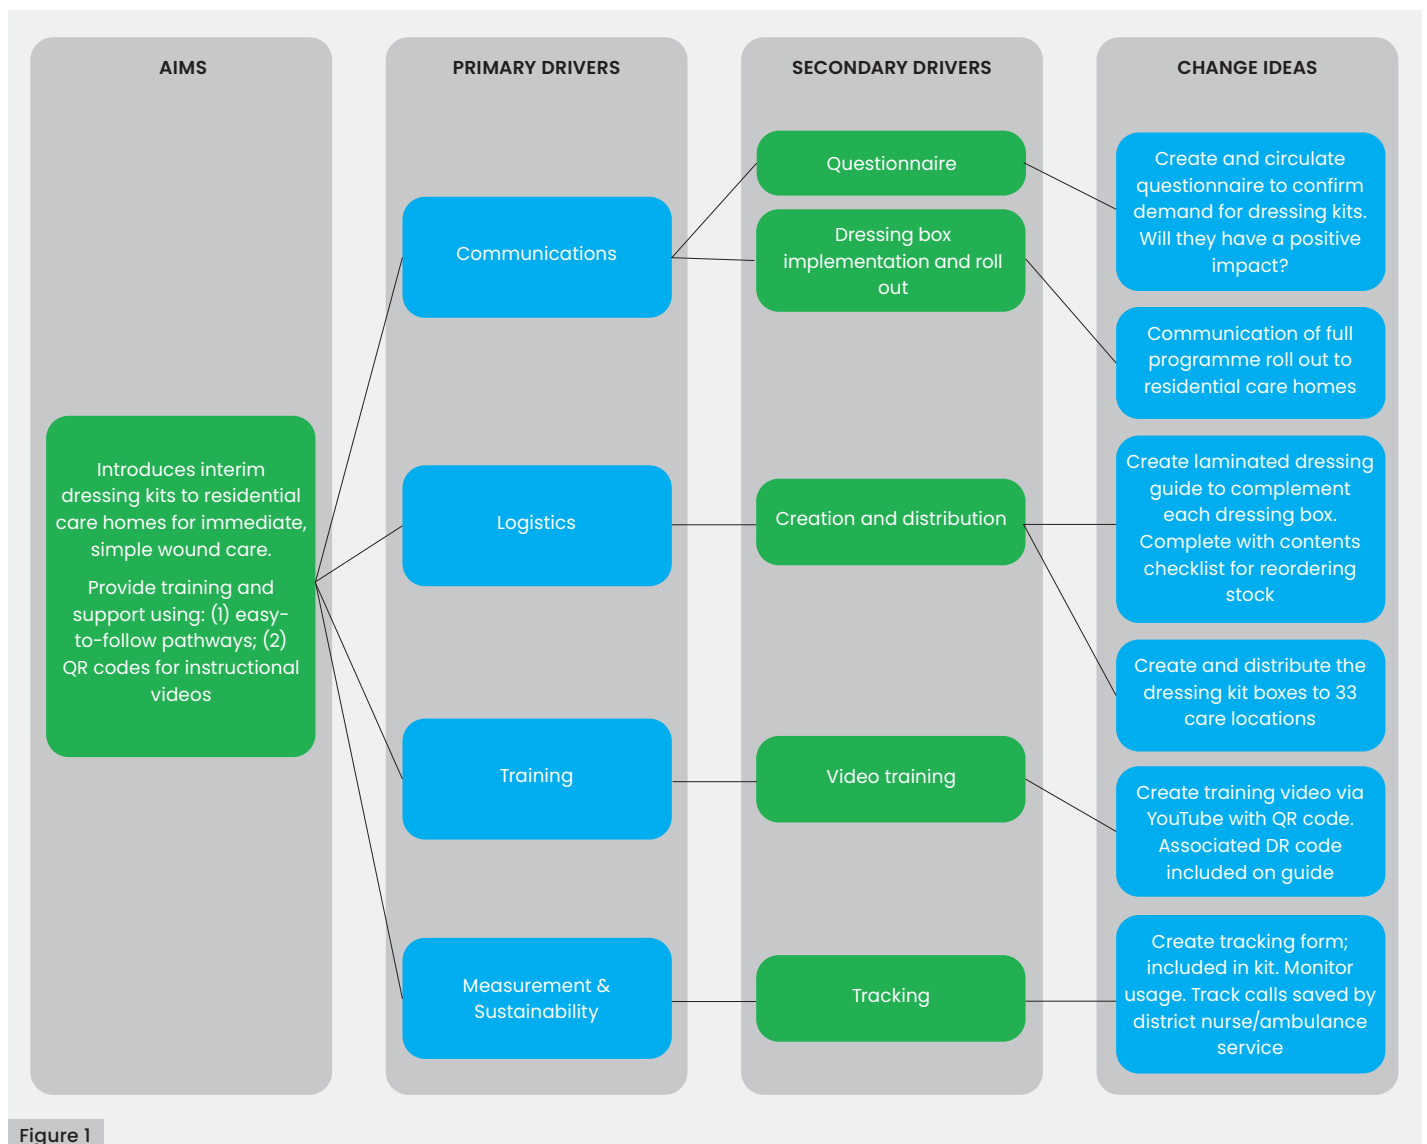 AIMS
PRIMARY DRIVERS
SECONDARY DRIVERS
CHANGE IDEAS
Introduces interim
dressing kits to residential
care homes for immediate,
simple wound care.
Provide training and
support using: (1) easy-
to-follow pathways; (2)
QR codes for instructional
videos
Communications
Logistics
Training
Measurement &
Sustainability
Questionnaire
Dressing box
implementation and roll
out
Creation and distribution
Video training
Tracking
Create and circulate
questionnaire to confirm
demand for dressing kits.
Will they have a positive
impact?
Communication of full
programme roll out to
residential care homes
Create laminated dressing
guide to complement
each dressing box.
Complete with contents
checklist for reordering
stock
Create and distribute the
dressing kit boxes to 33
care locations
Create training video via
YouTube with QR code.
Associated DR code
included on guide
Create tracking form;
included in kit. Monitor
usage. Track calls saved by
district nurse/ambulance
service
Figure 1